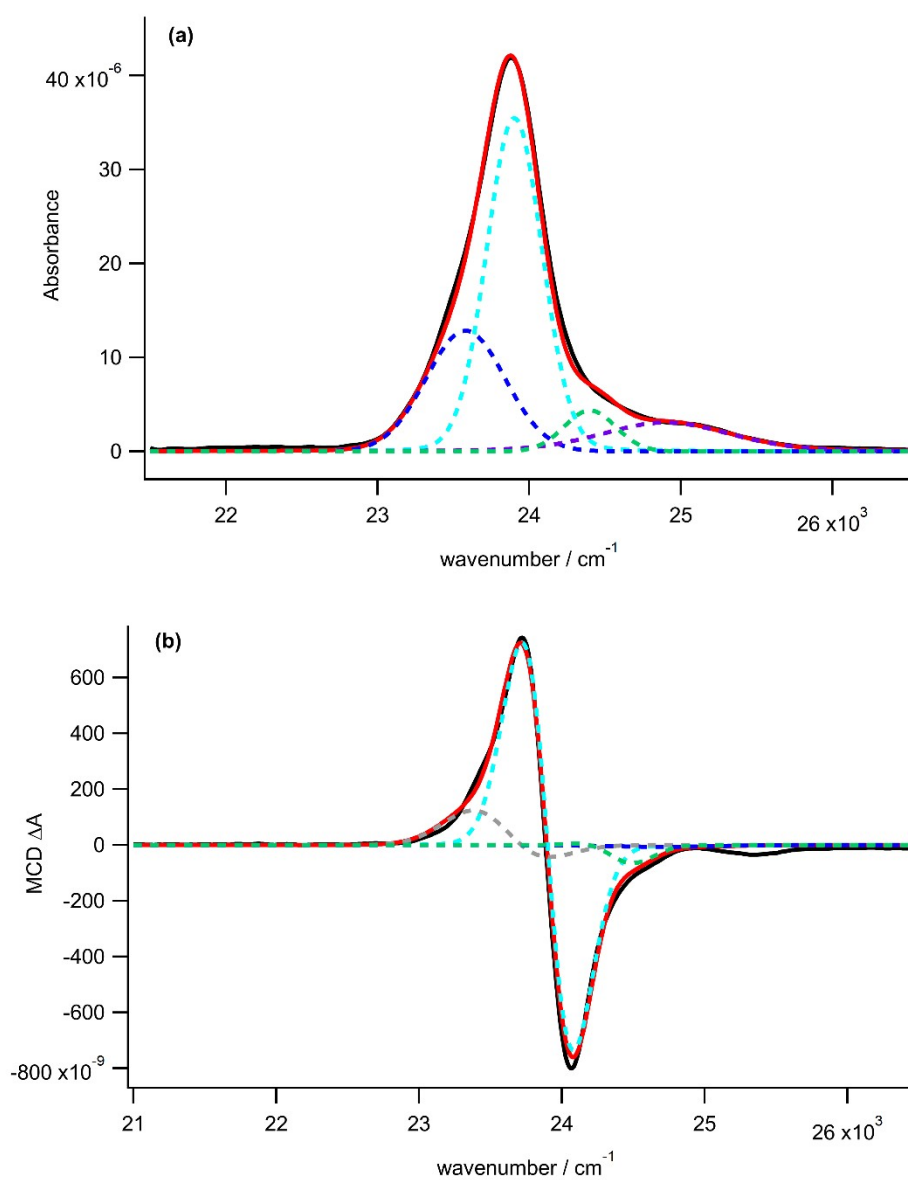 (a)
40 x10⁻⁶
30
20
10
0
Absorbance
22
23
24
25
26 x10³
wavenumber / cm⁻¹
(b)
600
400
200
0
-200
-400
-600
-800 x10⁻⁹
MCD ΔA
21
22
23
24
25
26 x10³
wavenumber / cm⁻¹